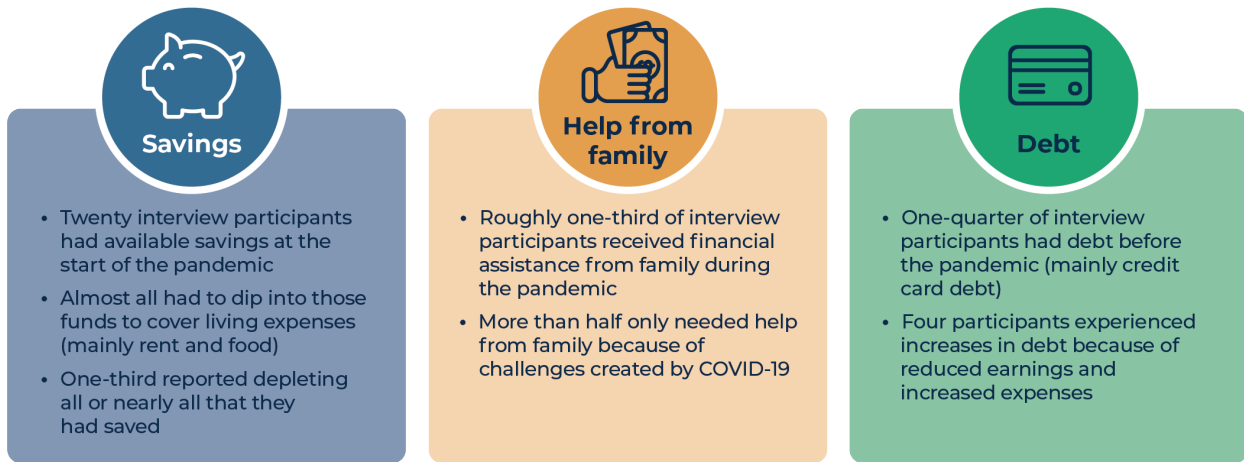 Savings
• Twenty interview participants
had available savings at the
start of the pandemic
• Almost all had to dip into those
funds to cover living expenses
(mainly rent and food)
• One-third reported depleting
all or nearly all that they
had saved
Help from
family
• Roughly one-third of interview
participants received financial
assistance from family during
the pandemic
• More than half only needed help
from family because of
challenges created by COVID-19
Debt
• One-quarter of interview
participants had debt before
the pandemic (mainly credit
card debt)
• Four participants experienced
increases in debt because of
reduced earnings and
increased expenses